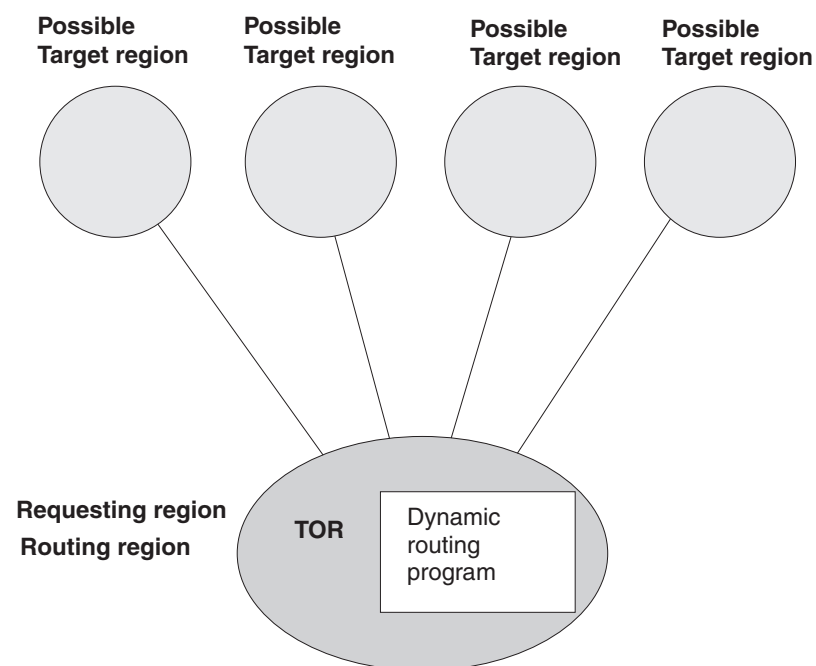 Possible
Target region
Possible
Target region
Possible
Target region
Possible
Target region
Requesting region
Routing region
TOR
Dynamic
routing
program